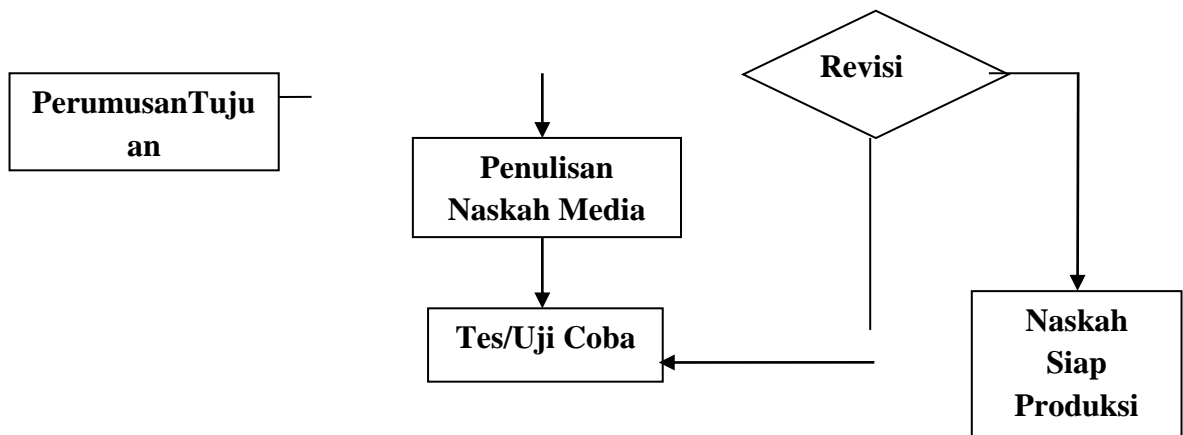 PerumusanTuju
an
Penulisan
Naskah Media
Tes/Uji Coba
Revisi
Naskah
Siap
Produksi